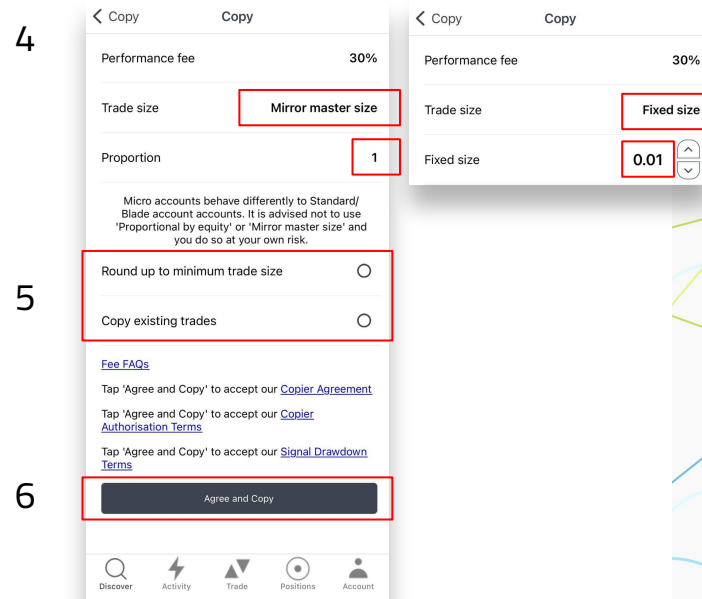 4
Copy
Copy
Performance fee 30%
Trade size Mirror master size
Proportion 1
Micro accounts behave differently to Standard/
Blade account accounts. It is advised not to use
'Proportional by equity' or 'Mirror master size' and
you do so at your own risk.
5
Round up to minimum trade size
Copy existing trades
Fee FAQs
Tap 'Agree and Copy' to accept our Copier Agreement
Tap 'Agree and Copy' to accept our Copier
Authorisation Terms
Tap 'Agree and Copy' to accept our Signal Drawdown
Terms
6
Agree and Copy
Discover Activity Trade Positions Account
Copy
Copy
Performance fee 30%
Trade size Fixed size
Fixed size 0.01